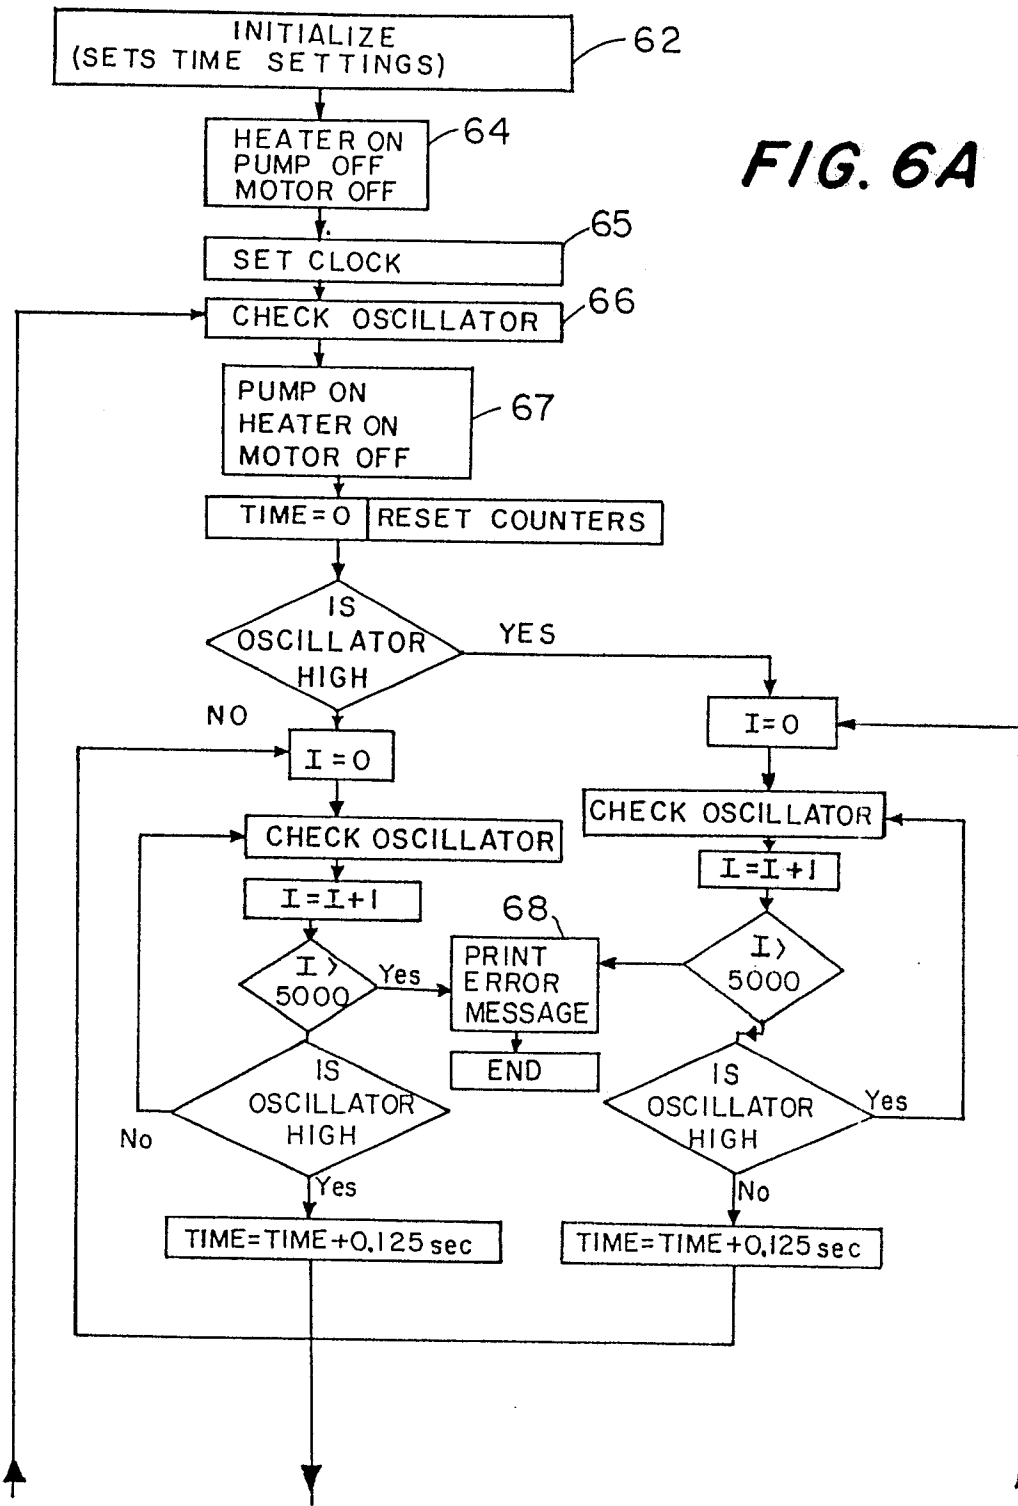 INITIALIZE
(SETS TIME SETTINGS)
62
HEATER ON
PUMP OFF
MOTOR OFF
64
FIG. 6A
65
SET CLOCK
CHECK OSCILLATOR
66
PUMP ON
HEATER ON
MOTOR OFF
67
TIME=0 RESET COUNTERS
IS
OSCILLATOR
HIGH
YES
NO
I=0
I=0
CHECK OSCILLATOR
CHECK OSCILLATOR
I=I+1
I=I+1
68
I>
5000
Yes
PRINT
ERROR
MESSAGE
I>
5000
END
IS
OSCILLATOR
HIGH
No
Yes
IS
OSCILLATOR
HIGH
Yes
No
TIME=TIME+0.125 sec
TIME=TIME+0.125 sec